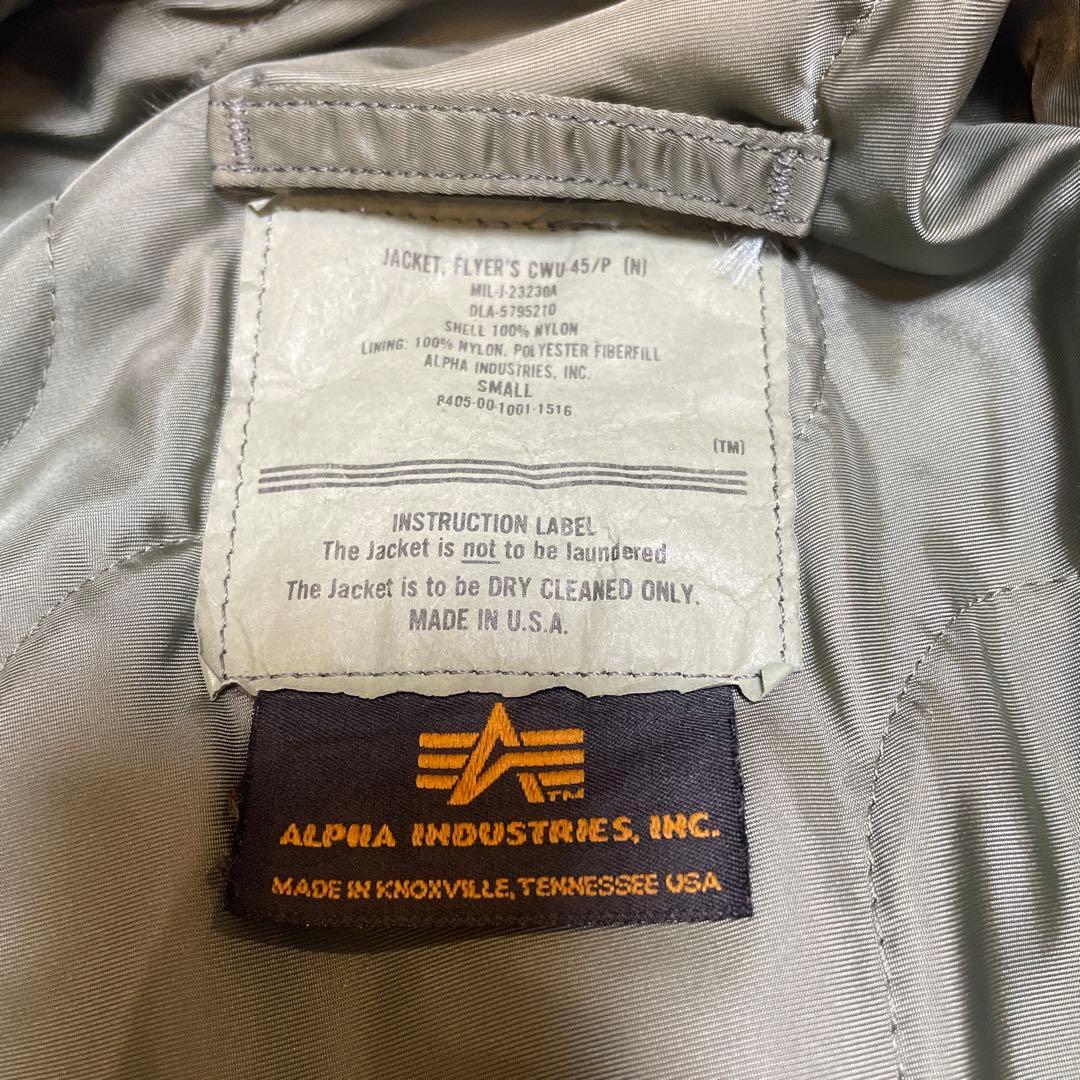 JACKET, FLYER'S CWU-45/P (N)
MIL-J-23230A
DLA-5795210
SHELL 100% NYLON
LINING: 100% NYLON, POLYESTER FIBERFILL
ALPHA INDUSTRIES, INC.
SMALL
8405-00-1001-1516
(TM)
INSTRUCTION LABEL
The Jacket is not to be laundered
The Jacket is to be DRY CLEANED ONLY.
MADE IN U.S.A.
TM
ALPHA INDUSTRIES, INC.
MADE IN KNOXVILLE, TENNESSEE USA